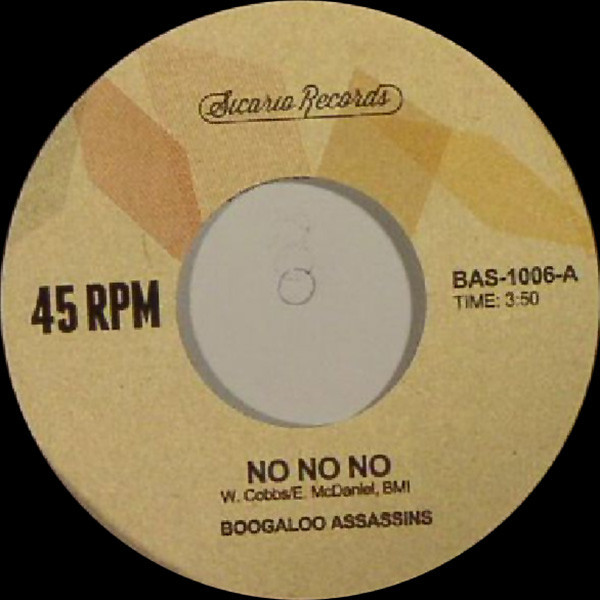 Sicario Records
45 RPM
BAS-1006-A
TIME: 3:50
NO NO NO
W. Cobbs/E. McDaniel, BMI
BOOGALOO ASSASSINS